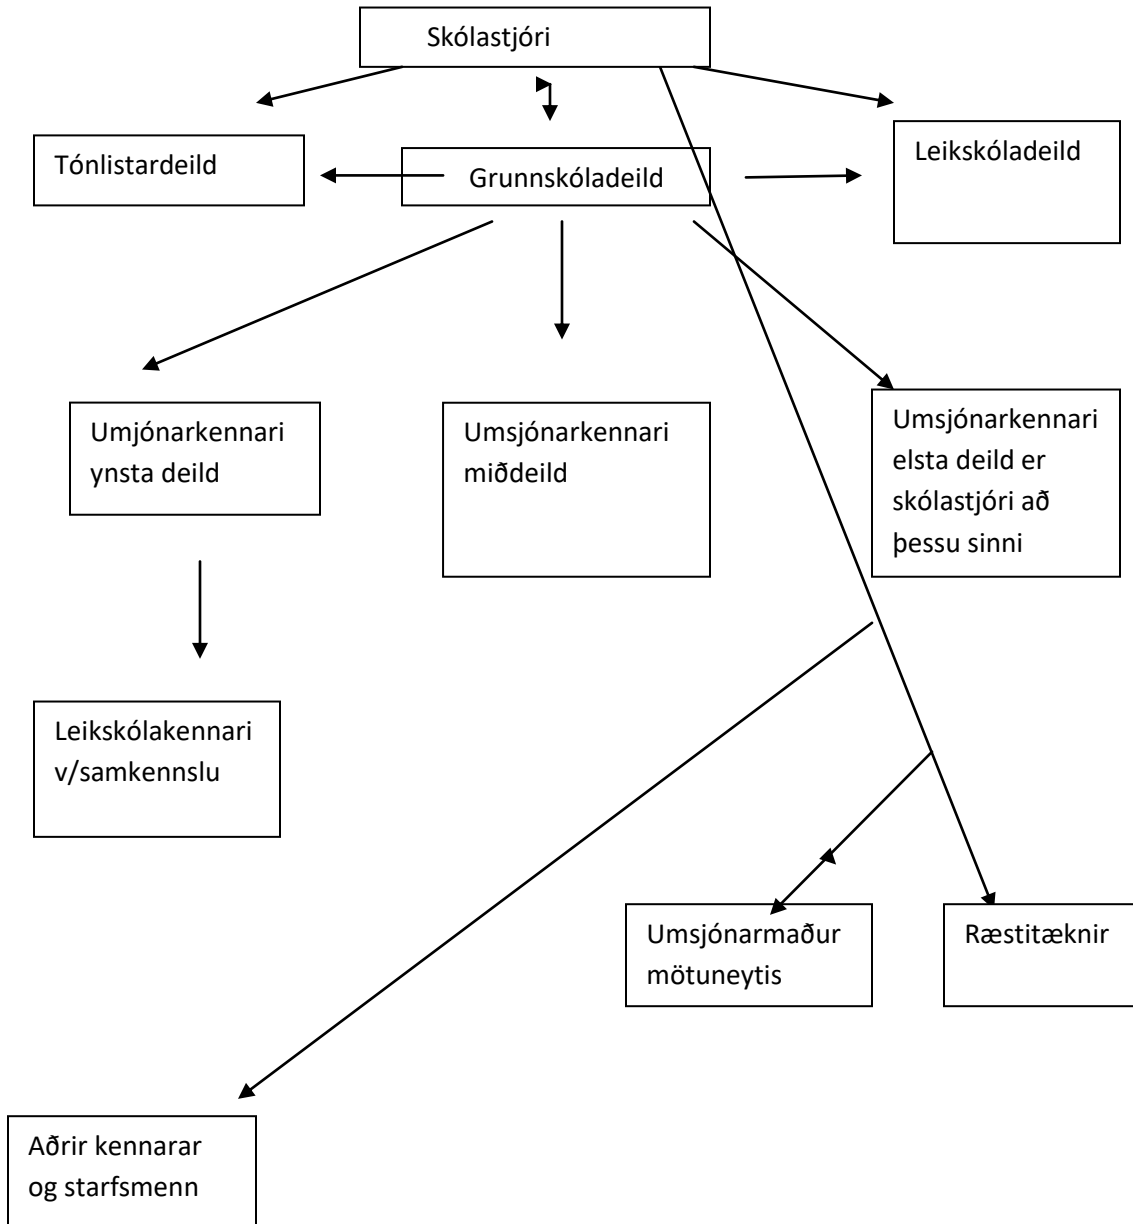 Skólastjóri
Tónlistardeild
Grunnskóladeild
Leikskóladeild
Umjónarkennari
ynsta deild
Umsjónarkennari
miðdeild
Umsjónarkennari
elsta deild er
skólastjóri að
þessu sinni
Leikskólakennari
v/samkennslu
Umsjónarmaður
mötuneytis
Ræstitæknir
Aðrir kennarar
og starfsmenn